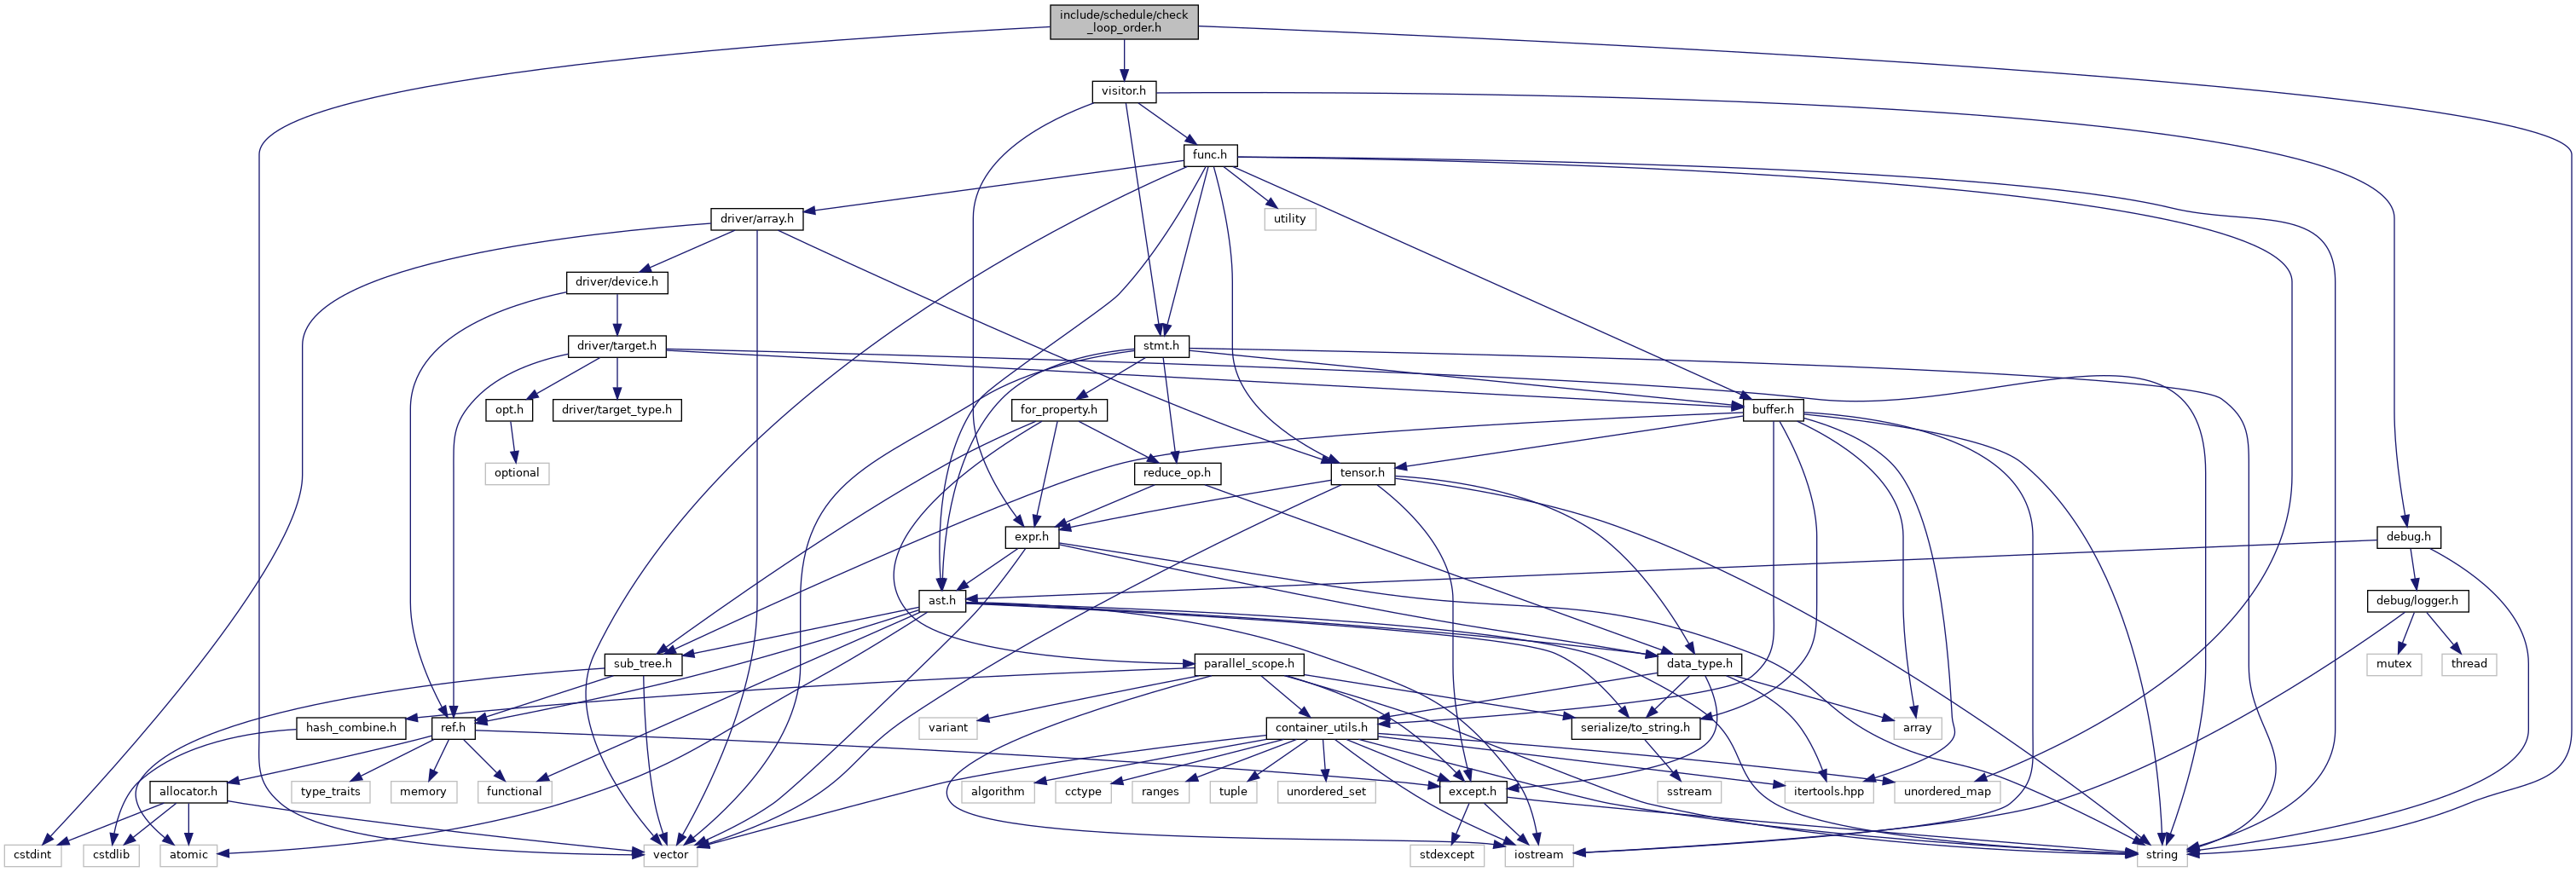 include/schedule/check
_loop_order.h
visitor.h
func.h
driver/array.h
utility
driver/device.h
driver/target.h
stmt.h
opt.h
driver/target_type.h
for_property.h
buffer.h
optional
reduce_op.h
tensor.h
expr.h
debug.h
ast.h
debug/logger.h
sub_tree.h
parallel_scope.h
data_type.h
mutex
thread
hash_combine.h
ref.h
variant
container_utils.h
serialize/to_string.h
array
allocator.h
type_traits
memory
functional
algorithm
cctype
ranges
tuple
unordered_set
except.h
sstream
itertools.hpp
unordered_map
cstdint
cstdlib
atomic
vector
stdexcept
iostream
string